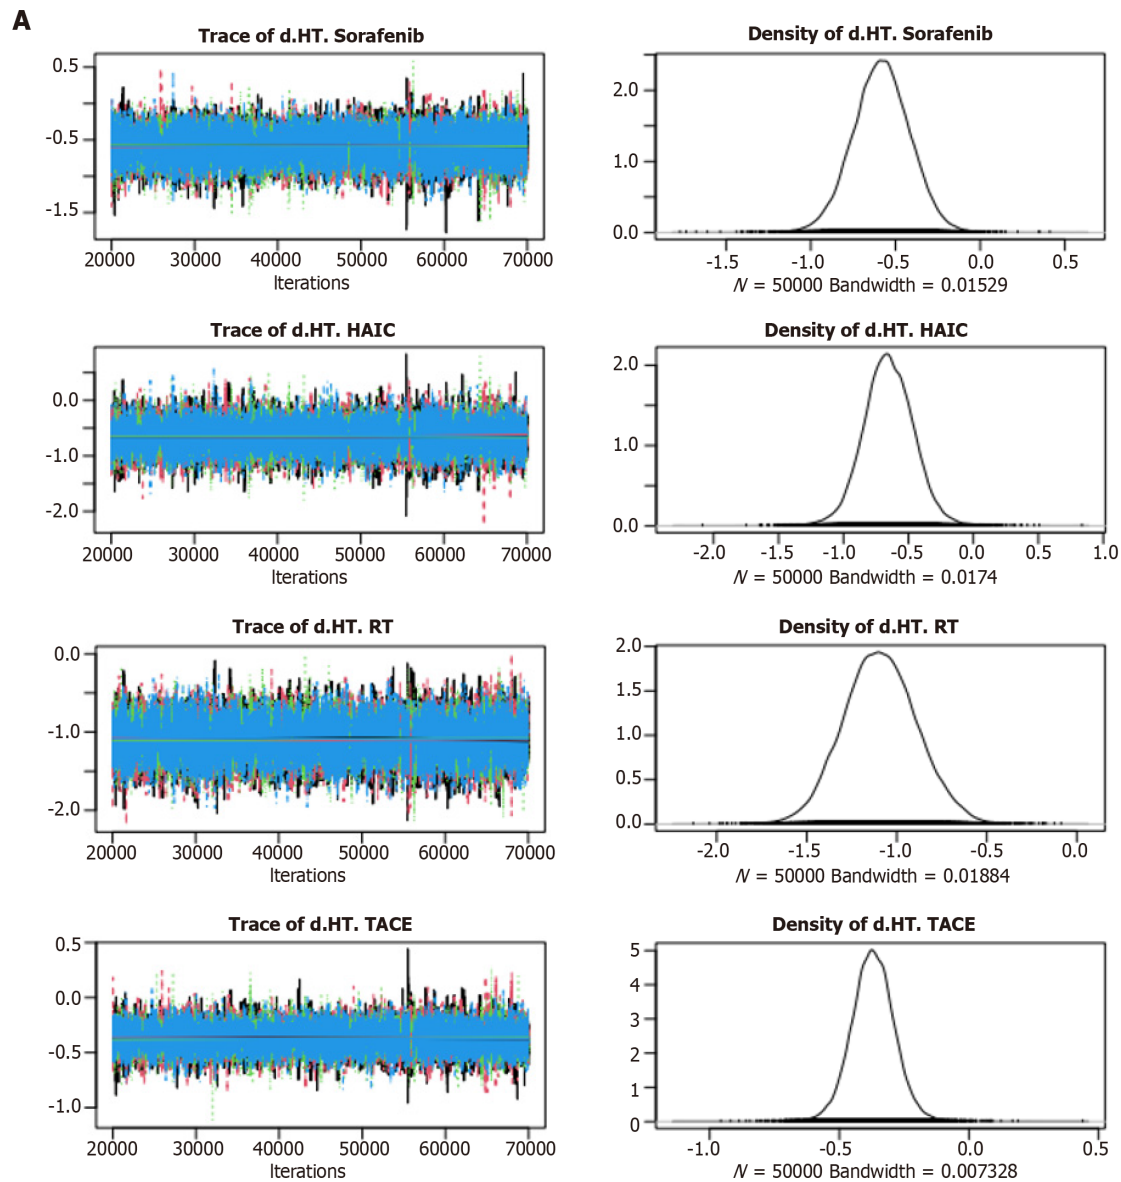 A
Trace of d.HT. Sorafenib
0.5
-0.5
-1.5
20000 30000 40000 50000 60000 70000
Iterations
Density of d.HT. Sorafenib
2.0
1.0
0.0
-1.5 -1.0 -0.5 0.0 0.5
N = 50000 Bandwidth = 0.01529
Trace of d.HT. HAIC
0.0
-1.0
-2.0
20000 30000 40000 50000 60000 70000
Iterations
Density of d.HT. HAIC
2.0
1.0
0.0
-2.0 -1.5 -1.0 -0.5 0.0 0.5 1.0
N = 50000 Bandwidth = 0.0174
Trace of d.HT. RT
0.0
-1.0
-2.0
20000 30000 40000 50000 60000 70000
Iterations
Density of d.HT. RT
2.0
1.5
1.0
0.5
0.0
-2.0 -1.5 -1.0 -0.5 0.0
N = 50000 Bandwidth = 0.01884
Trace of d.HT. TACE
0.5
0.0
-0.5
-1.0
20000 30000 40000 50000 60000 70000
Iterations
Density of d.HT. TACE
5
4
3
2
1
0
-1.0 -0.5 0.0 0.5
N = 50000 Bandwidth = 0.007328